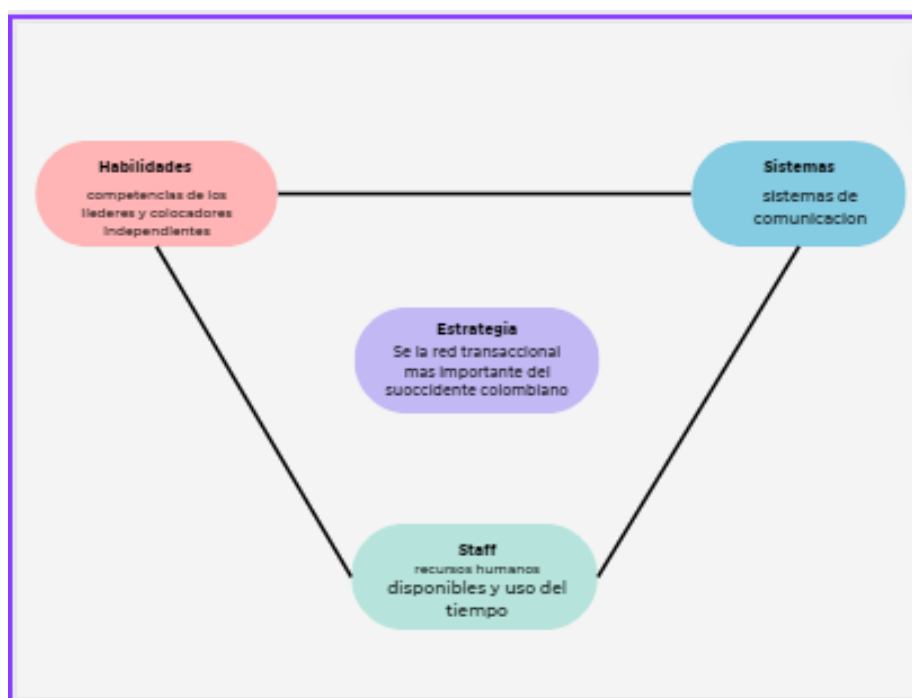 Habilidades
competencias de los
liederes y colocadores
independientes
Sistemas
sistemas de
comunicacion
Estrategia
Se la red transaccional
mas importante del
suoccidente colombiano
Staff
recursos humanos
disponibles y uso del
tiempo